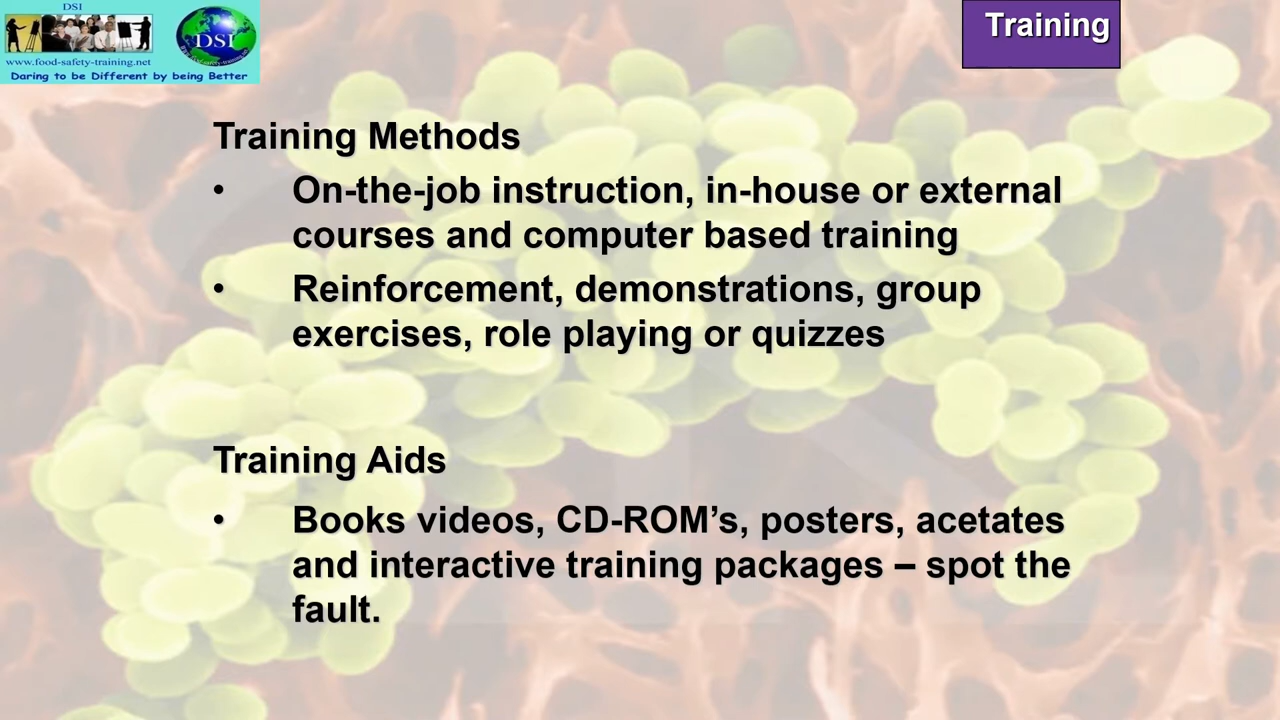 DSI
DSI
www.food-safety-training.net
Daring to be Different by being Better
Training
Training Methods
• On-the-job instruction, in-house or external
courses and computer based training
• Reinforcement, demonstrations, group
exercises, role playing or quizzes
Training Aids
• Books videos, CD-ROM’s, posters, acetates
and interactive training packages – spot the
fault.